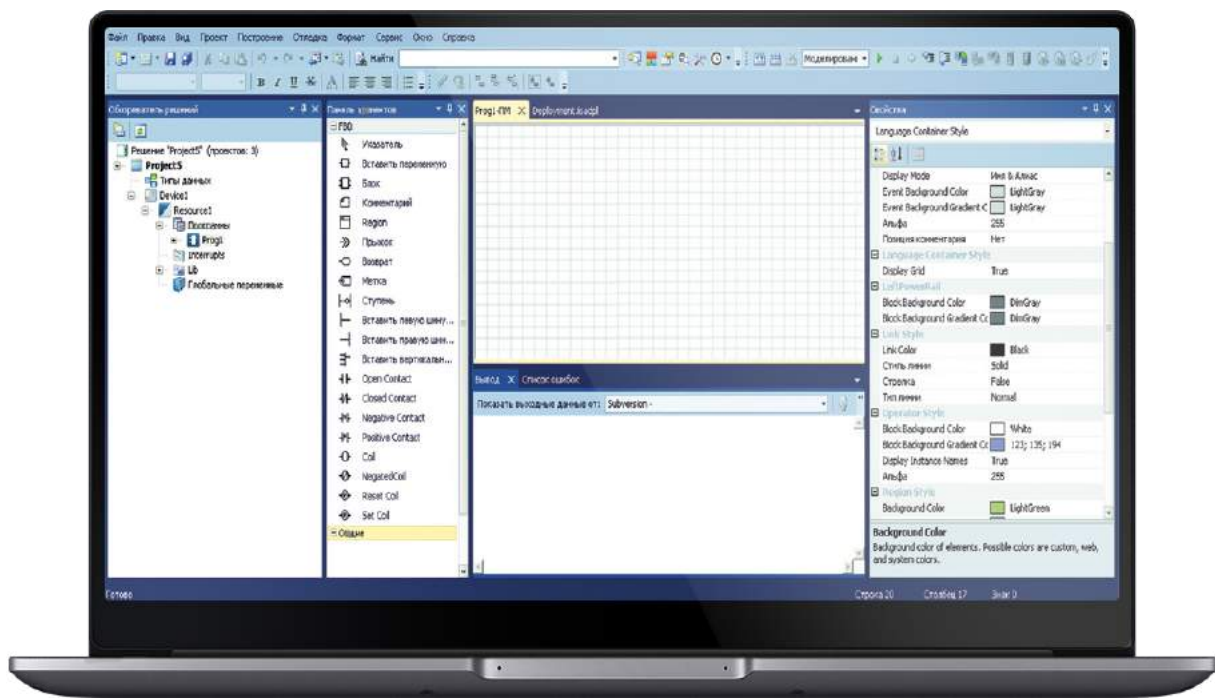 Файл Правка Вид Проект Построение Отладка Формат Сервис Окно Справка
Найти
Моделирован
Обозреватель решений
Решение "Project5" (проектов: 3)
Project5
Типы данных
Device1
Resource1
Программы
Prog1
Interrupts
Lib
Глобальные переменные
Панель элементов
FBD
Указатель
Вставить переменную
Блок
Комментарий
Region
Прыжок
Возврат
Метка
Ступень
Вставить левую шину...
Вставить правую шин...
Вставить вертикальн...
Open Contact
Closed Contact
Negative Contact
Positive Contact
Coil
NegatedCoil
Reset Coil
Set Coil
Общие
Prog1-ПМ Deployment.isadpl
Вывод Список ошибок
Показать выходные данные от: Subversion -
Свойства
Language Container Style
Display Mode Имя & Алиас
Event Background Color LightGray
Event Background Gradient C LightGray
Альфа 255
Позиция комментария Нет
Language Container Style
Display Grid True
LeftPowerRail
Block Background Color DimGray
Block Background Gradient Cc DimGray
Link Style
Link Color Black
Стиль линии Solid
Стрелка False
Тип линии Normal
Operator Style
Block Background Color White
Block Background Gradient Cc 123; 135; 194
Display Instance Names True
Альфа 255
Region Style
Background Color LightGreen
Background Color
Background color of elements. Possible colors are custom, web,
and system colors.
Готово
Строка 20 Столбец 17 Знак 0